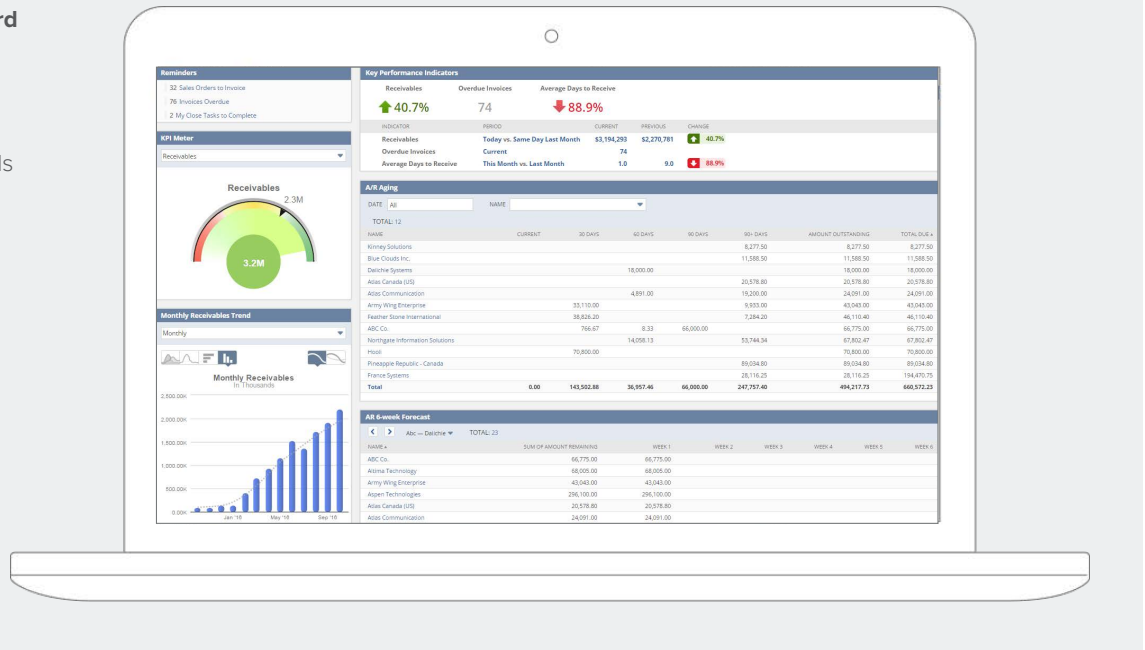 rd
ls
Reminders
32 Sales Orders to Invoice
76 Invoices Overdue
2 My Close Tasks to Complete
KPI Meter
Receivables
Receivables
2.3M
3.2M
Monthly Receivables Trend
Monthly
Monthly Receivables
In Thousands
2,500.00K
2,000.00K
1,500.00K
1,000.00K
500.00K
0.00K
Jan '18 May '18 Sep '18
Key Performance Indicators
Receivables Overdue Invoices Average Days to Receive
40.7% 74 88.9%
INDICATOR PERIOD CURRENT PREVIOUS CHANGE
Receivables Today vs. Same Day Last Month $3,194,293 $2,270,781 40.7%
Overdue Invoices Current 74
Average Days to Receive This Month vs. Last Month 1.0 9.0 88.9%
A/R Aging
DATE All NAME
TOTAL: 12
NAME CURRENT 30 DAYS 60 DAYS 90 DAYS 90+ DAYS AMOUNT OUTSTANDING TOTAL DUE
Kinney Solutions 8,277.50 8,277.50 8,277.50
Blue Clouds Inc. 11,588.50 11,588.50 11,588.50
Dalichie Systems 18,000.00 18,000.00 18,000.00
Atlas Canada (US) 20,578.80 20,578.80 20,578.80
Atlas Communication 4,891.00 19,200.00 24,091.00 24,091.00
Army Wing Enterprise 33,110.00 9,933.00 43,043.00 43,043.00
Feather Stone International 38,826.20 7,284.20 46,110.40 46,110.40
ABC Co. 766.67 8.33 66,000.00 66,775.00 66,775.00
Northgate Information Solutions 14,058.13 53,744.34 67,802.47 67,802.47
Hooli 70,800.00 70,800.00 70,800.00
Pineapple Republic - Canada 89,034.80 89,034.80 89,034.80
France Systems 28,116.25 28,116.25 194,470.75
Total 0.00 143,502.88 36,957.46 66,000.00 247,757.40 494,217.73 660,572.23
AR 6-week Forecast
Abc — Dalichie TOTAL: 23
NAME SUM OF AMOUNT REMAINING WEEK 1 WEEK 2 WEEK 3 WEEK 4 WEEK 5 WEEK 6
ABC Co. 66,775.00 66,775.00
Altima Technology 68,005.00 68,005.00
Army Wing Enterprise 43,043.00 43,043.00
Aspen Technologies 296,100.00 296,100.00
Atlas Canada (US) 20,578.80 20,578.80
Atlas Communication 24,091.00 24,091.00